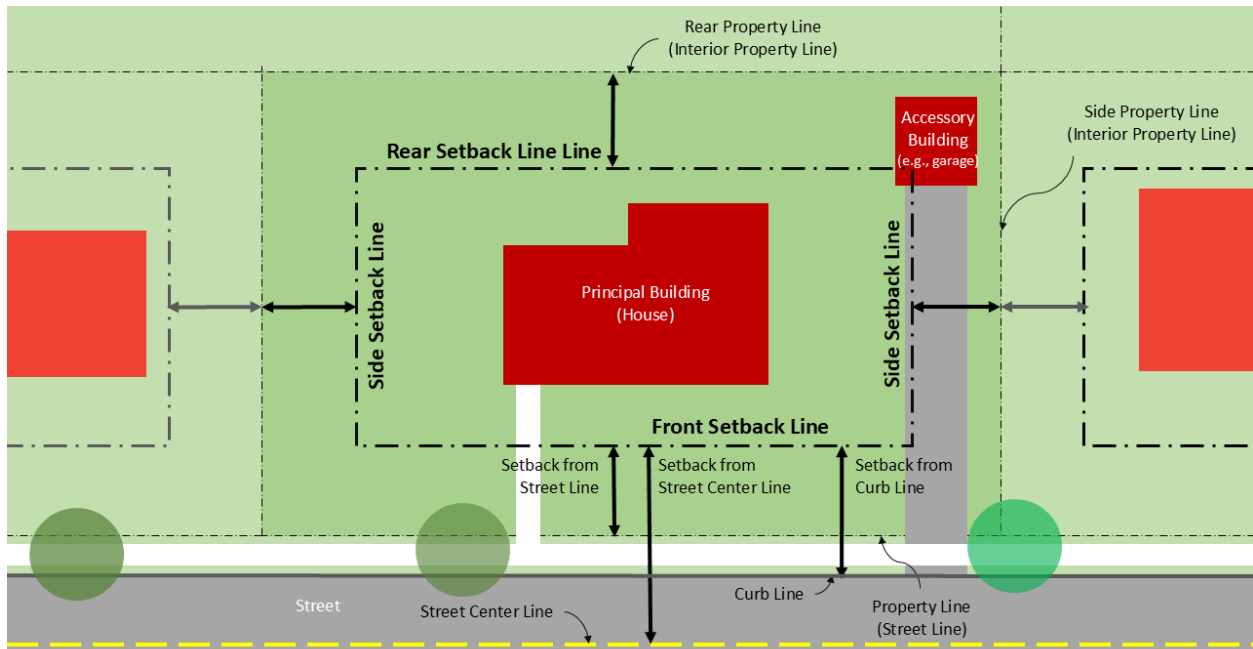 Rear Property Line
(Interior Property Line)
Accessory
Building
(e.g., garage)
Side Property Line
(Interior Property Line)
Rear Setback Line Line
Side Setback Line
Principal Building
(House)
Side Setback Line
Front Setback Line
Setback from
Street Line
Setback from
Street Center Line
Setback from
Curb Line
Street
Street Center Line
Curb Line
Property Line
(Street Line)